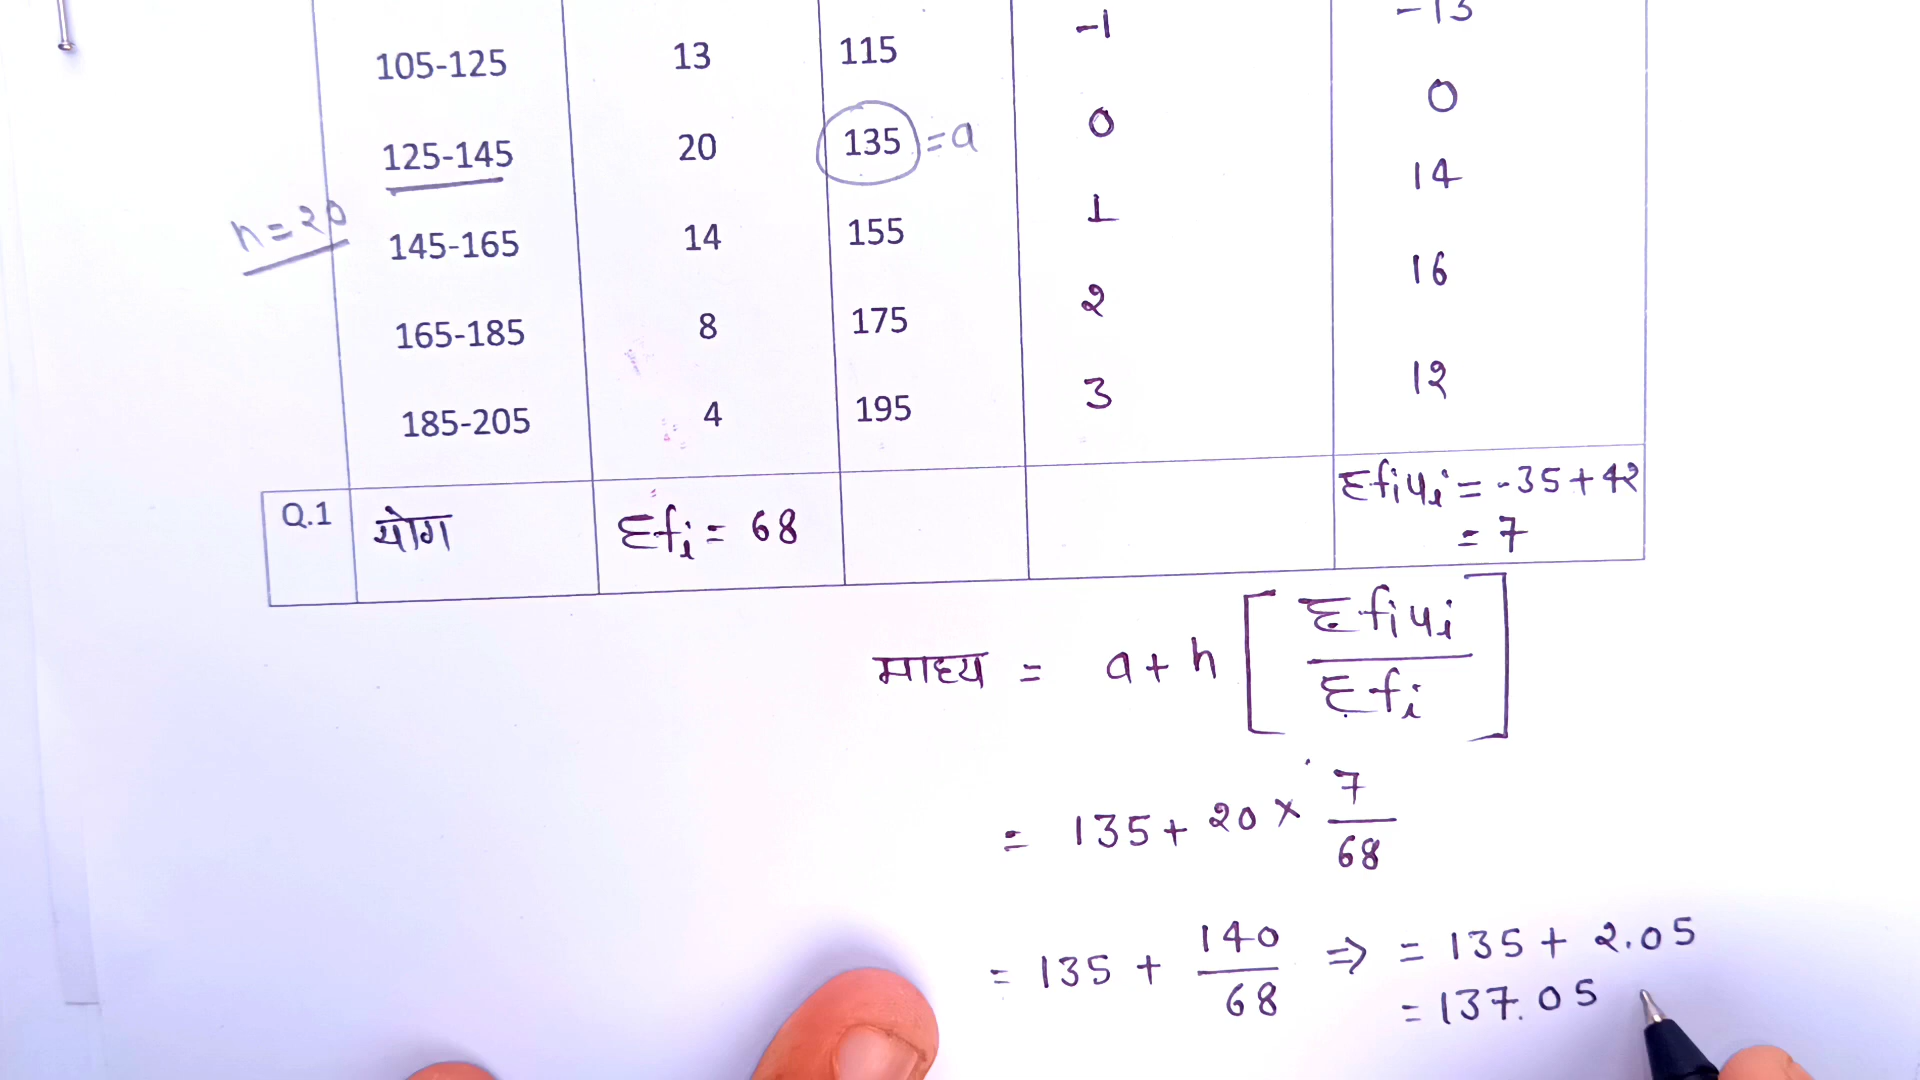 -1 -13
105-125 13 115
125-145 20 135 =a 0 0
h=20 145-165 14 155 1 14
165-185 8 175 2 16
185-205 4 195 3 12
Q.1 योग Σfi = 68 Σfiui = -35+42
= 7
माध्य = a+h [Σfiui / Σfi]
= 135+ 20 × 7/68
= 135 + 140/68 ⇒ = 135 + 2.05
= 137.05